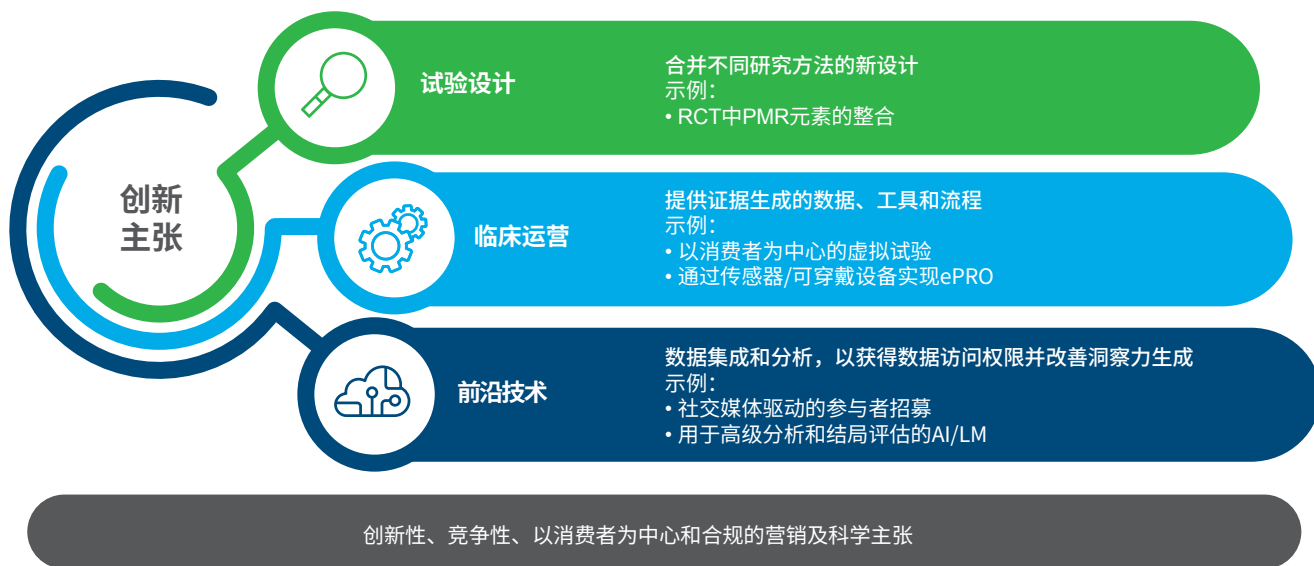 创新
主张
试验设计
合并不同研究方法的新设计
示例：
• RCT中PMR元素的整合
临床运营
提供证据生成的数据、工具和流程
示例：
• 以消费者为中心的虚拟试验
• 通过传感器/可穿戴设备实现ePRO
前沿技术
数据集成和分析，以获得数据访问权限并改善洞察力生成
示例：
• 社交媒体驱动的参与者招募
• 用于高级分析和结局评估的AI/LM
创新性、竞争性、以消费者为中心和合规的营销及科学主张